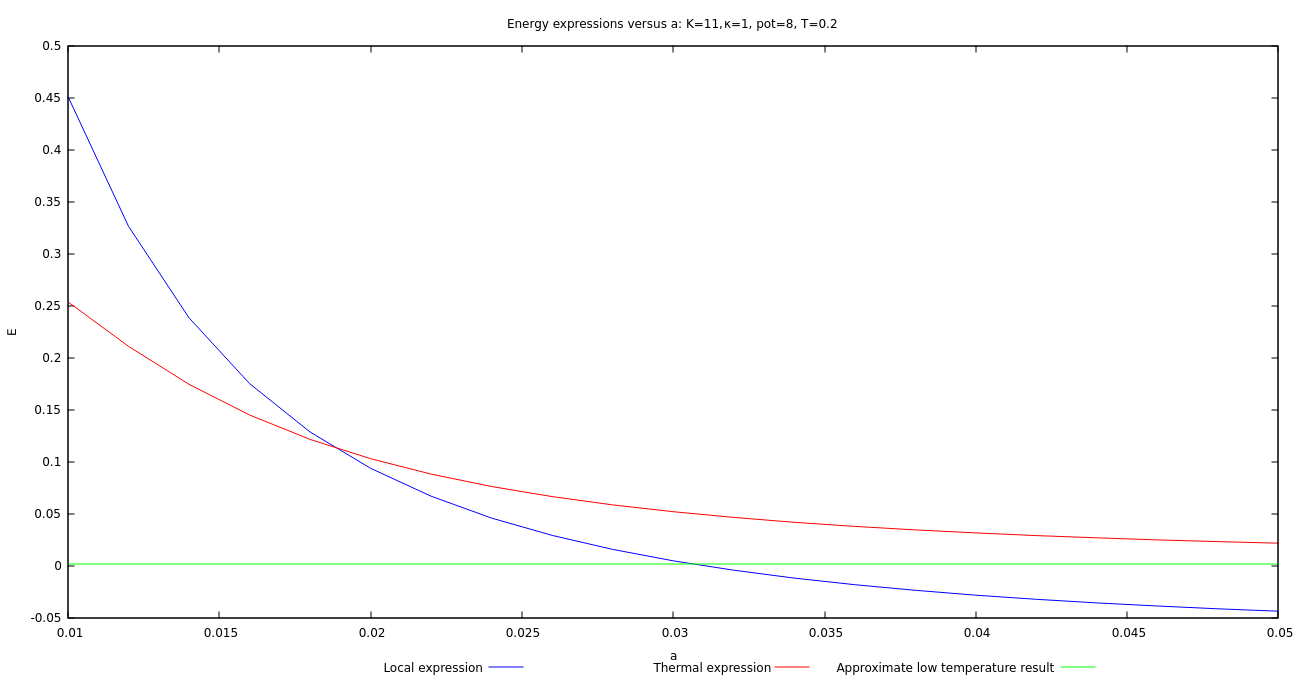 Energy expressions versus a: K=11,κ=1, pot=8, T=0.2
0.5
0.45
0.4
0.35
0.3
0.25
0.2
0.15
0.1
0.05
0
-0.05
E
0.01 0.015 0.02 0.025 0.03 0.035 0.04 0.045 0.05
a
Local expression Thermal expression Approximate low temperature result